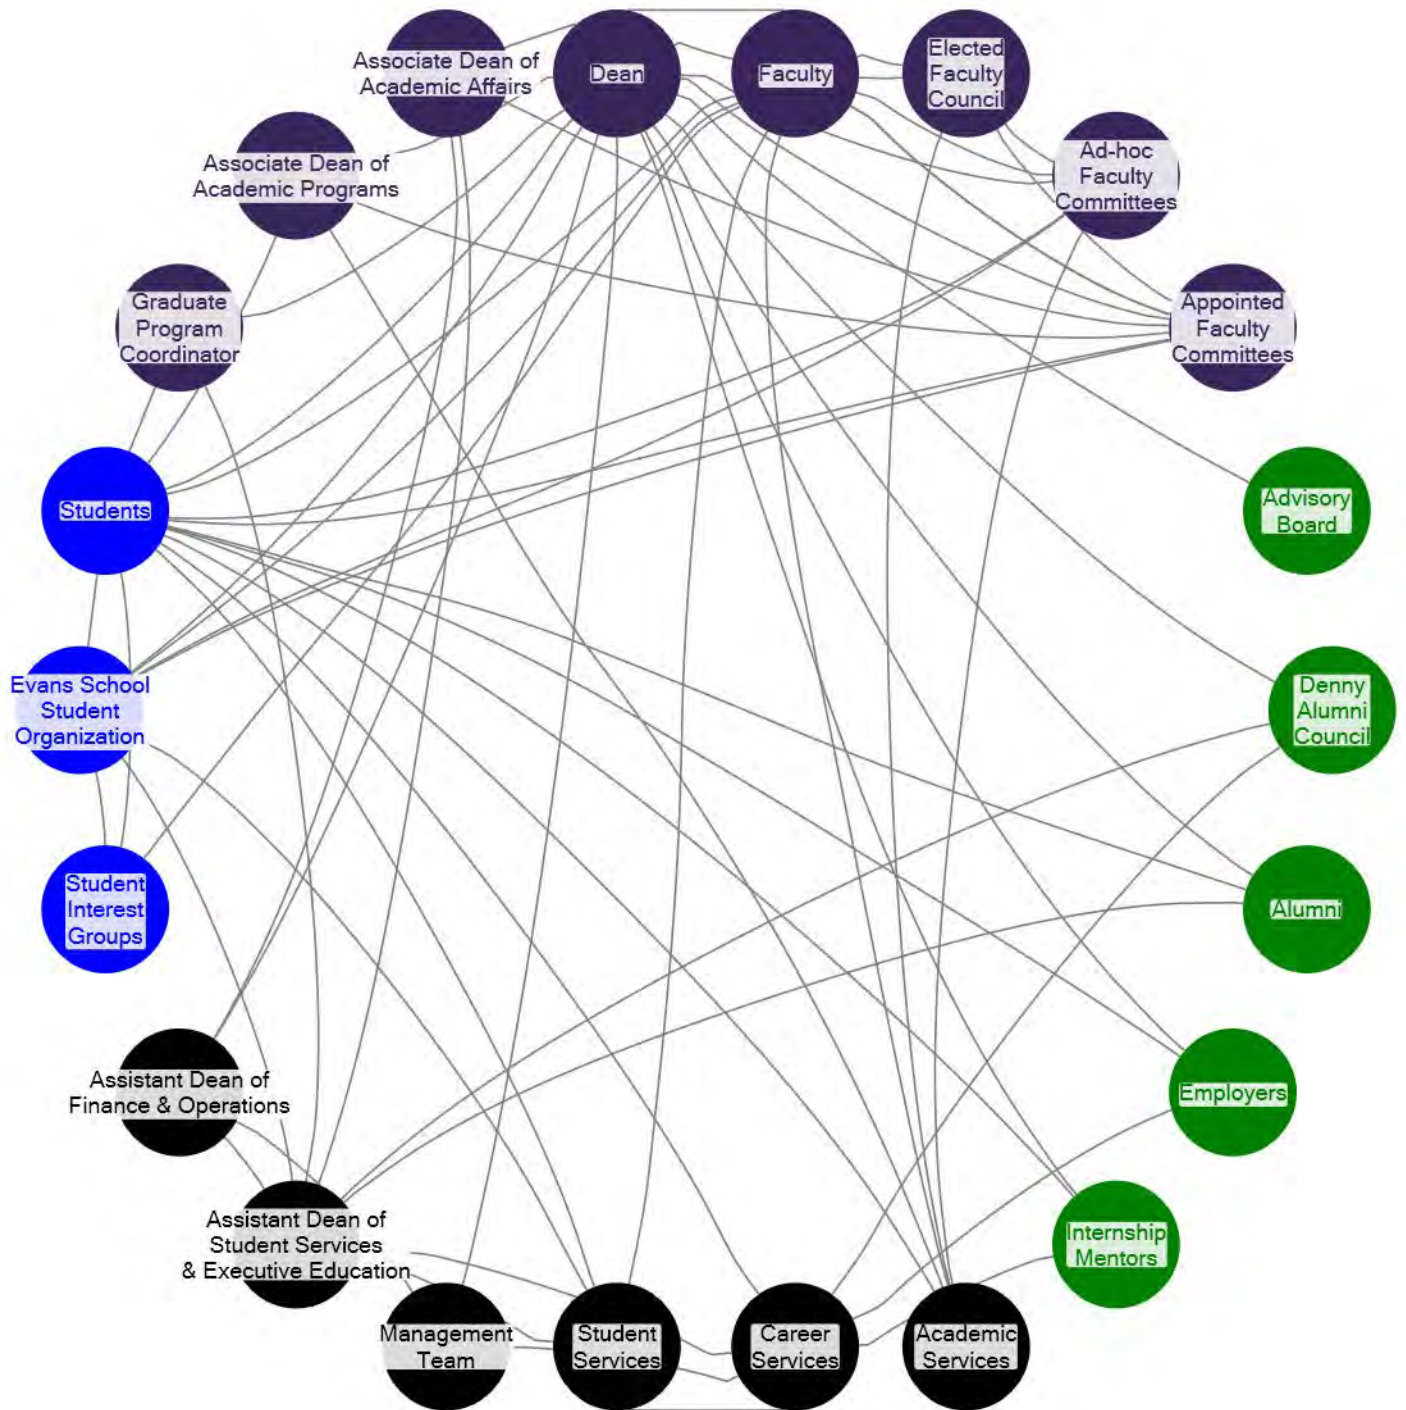 Associate Dean of
Academic Affairs
Dean
Faculty
Elected
Faculty
Council
Associate Dean of
Academic Programs
Ad-hoc
Faculty
Committees
Graduate
Program
Coordinator
Appointed
Faculty
Committees
Students
Advisory
Board
Evans School
Student
Organization
Denny
Alumni
Council
Student
Interest
Groups
Alumni
Assistant Dean of
Finance & Operations
Employers
Assistant Dean of
Student Services
& Executive Education
Internship
Mentors
Management
Team
Student
Services
Career
Services
Academic
Services